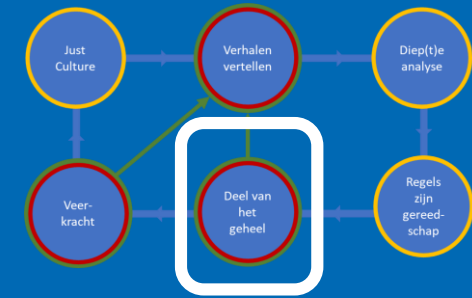 Just
Culture
Verhalen
vertellen
Diep(t)e
analyse
Veer-
kracht
Deel van
het
geheel
Regels
zijn
gereed-
schap